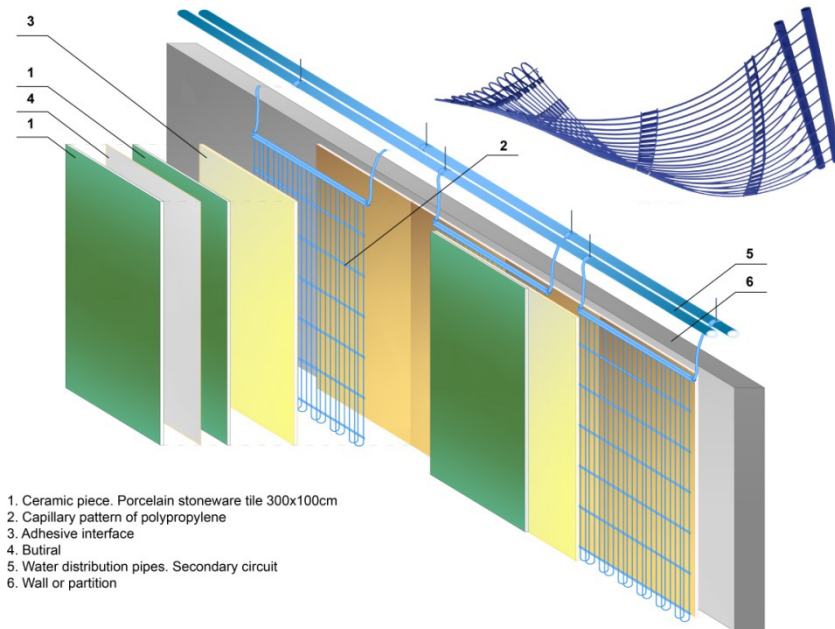 3
1
4
1
2
5
6
1. Ceramic piece. Porcelain stoneware tile 300x100cm
2. Capillary pattern of polypropylene
3. Adhesive interface
4. Butiral
5. Water distribution pipes. Secondary circuit
6. Wall or partition